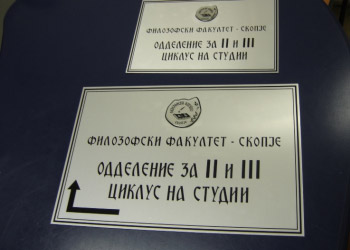 ФИЛОЗОФСКИ ФАКУЛТЕТ - СКОПЈЕ
ОДДЕЛЕНИЕ ЗА II И III
ЦИКЛУС НА СТУДИИ
ФИЛОЗОФСКИ ФАКУЛТЕТ - СКОПЈЕ
ОДДЕЛЕНИЕ ЗА II И III
ЦИКЛУС НА СТУДИИ